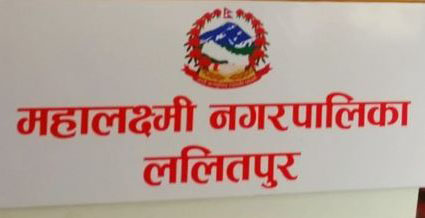 महालक्ष्मी नगरपालिका
ललितपुर